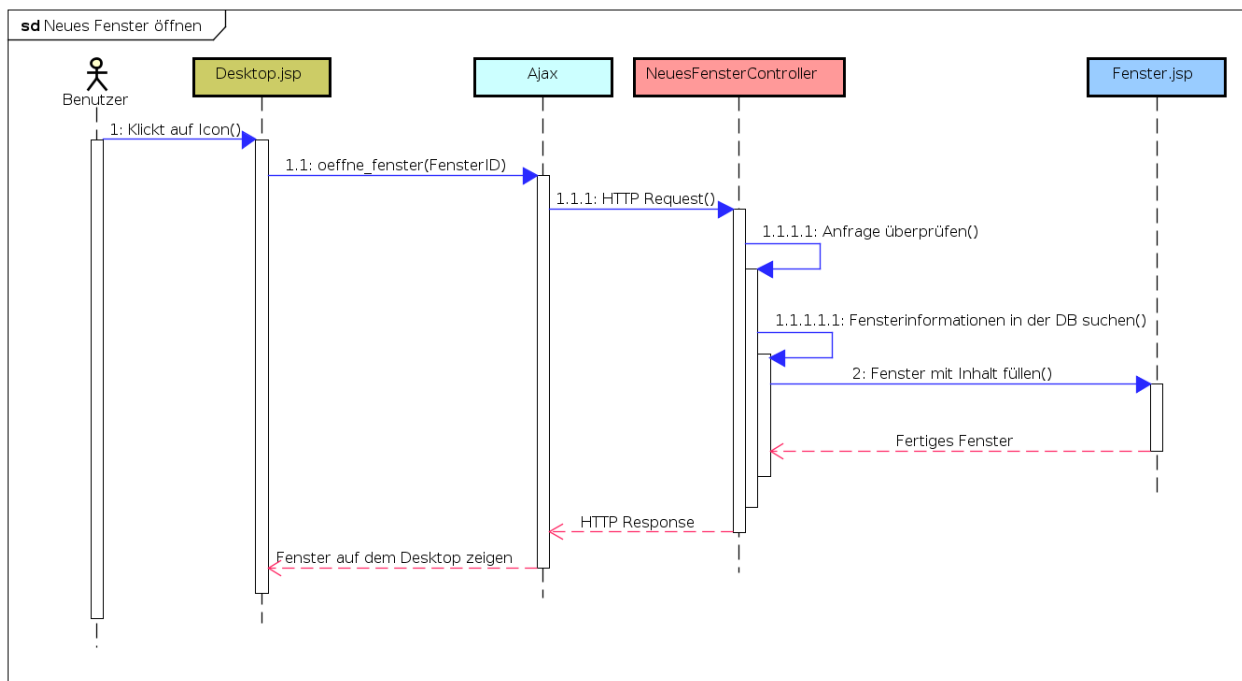 sd Neues Fenster öffnen
Benutzer
Desktop.jsp
Ajax
NeuesFensterController
Fenster.jsp
1: Klickt auf Icon()
1.1: oeffne_fenster(FensterID)
1.1.1: HTTP Request()
1.1.1.1: Anfrage überprüfen()
1.1.1.1.1: Fensterinformationen in der DB suchen()
2: Fenster mit Inhalt füllen()
Fertiges Fenster
HTTP Response
Fenster auf dem Desktop zeigen